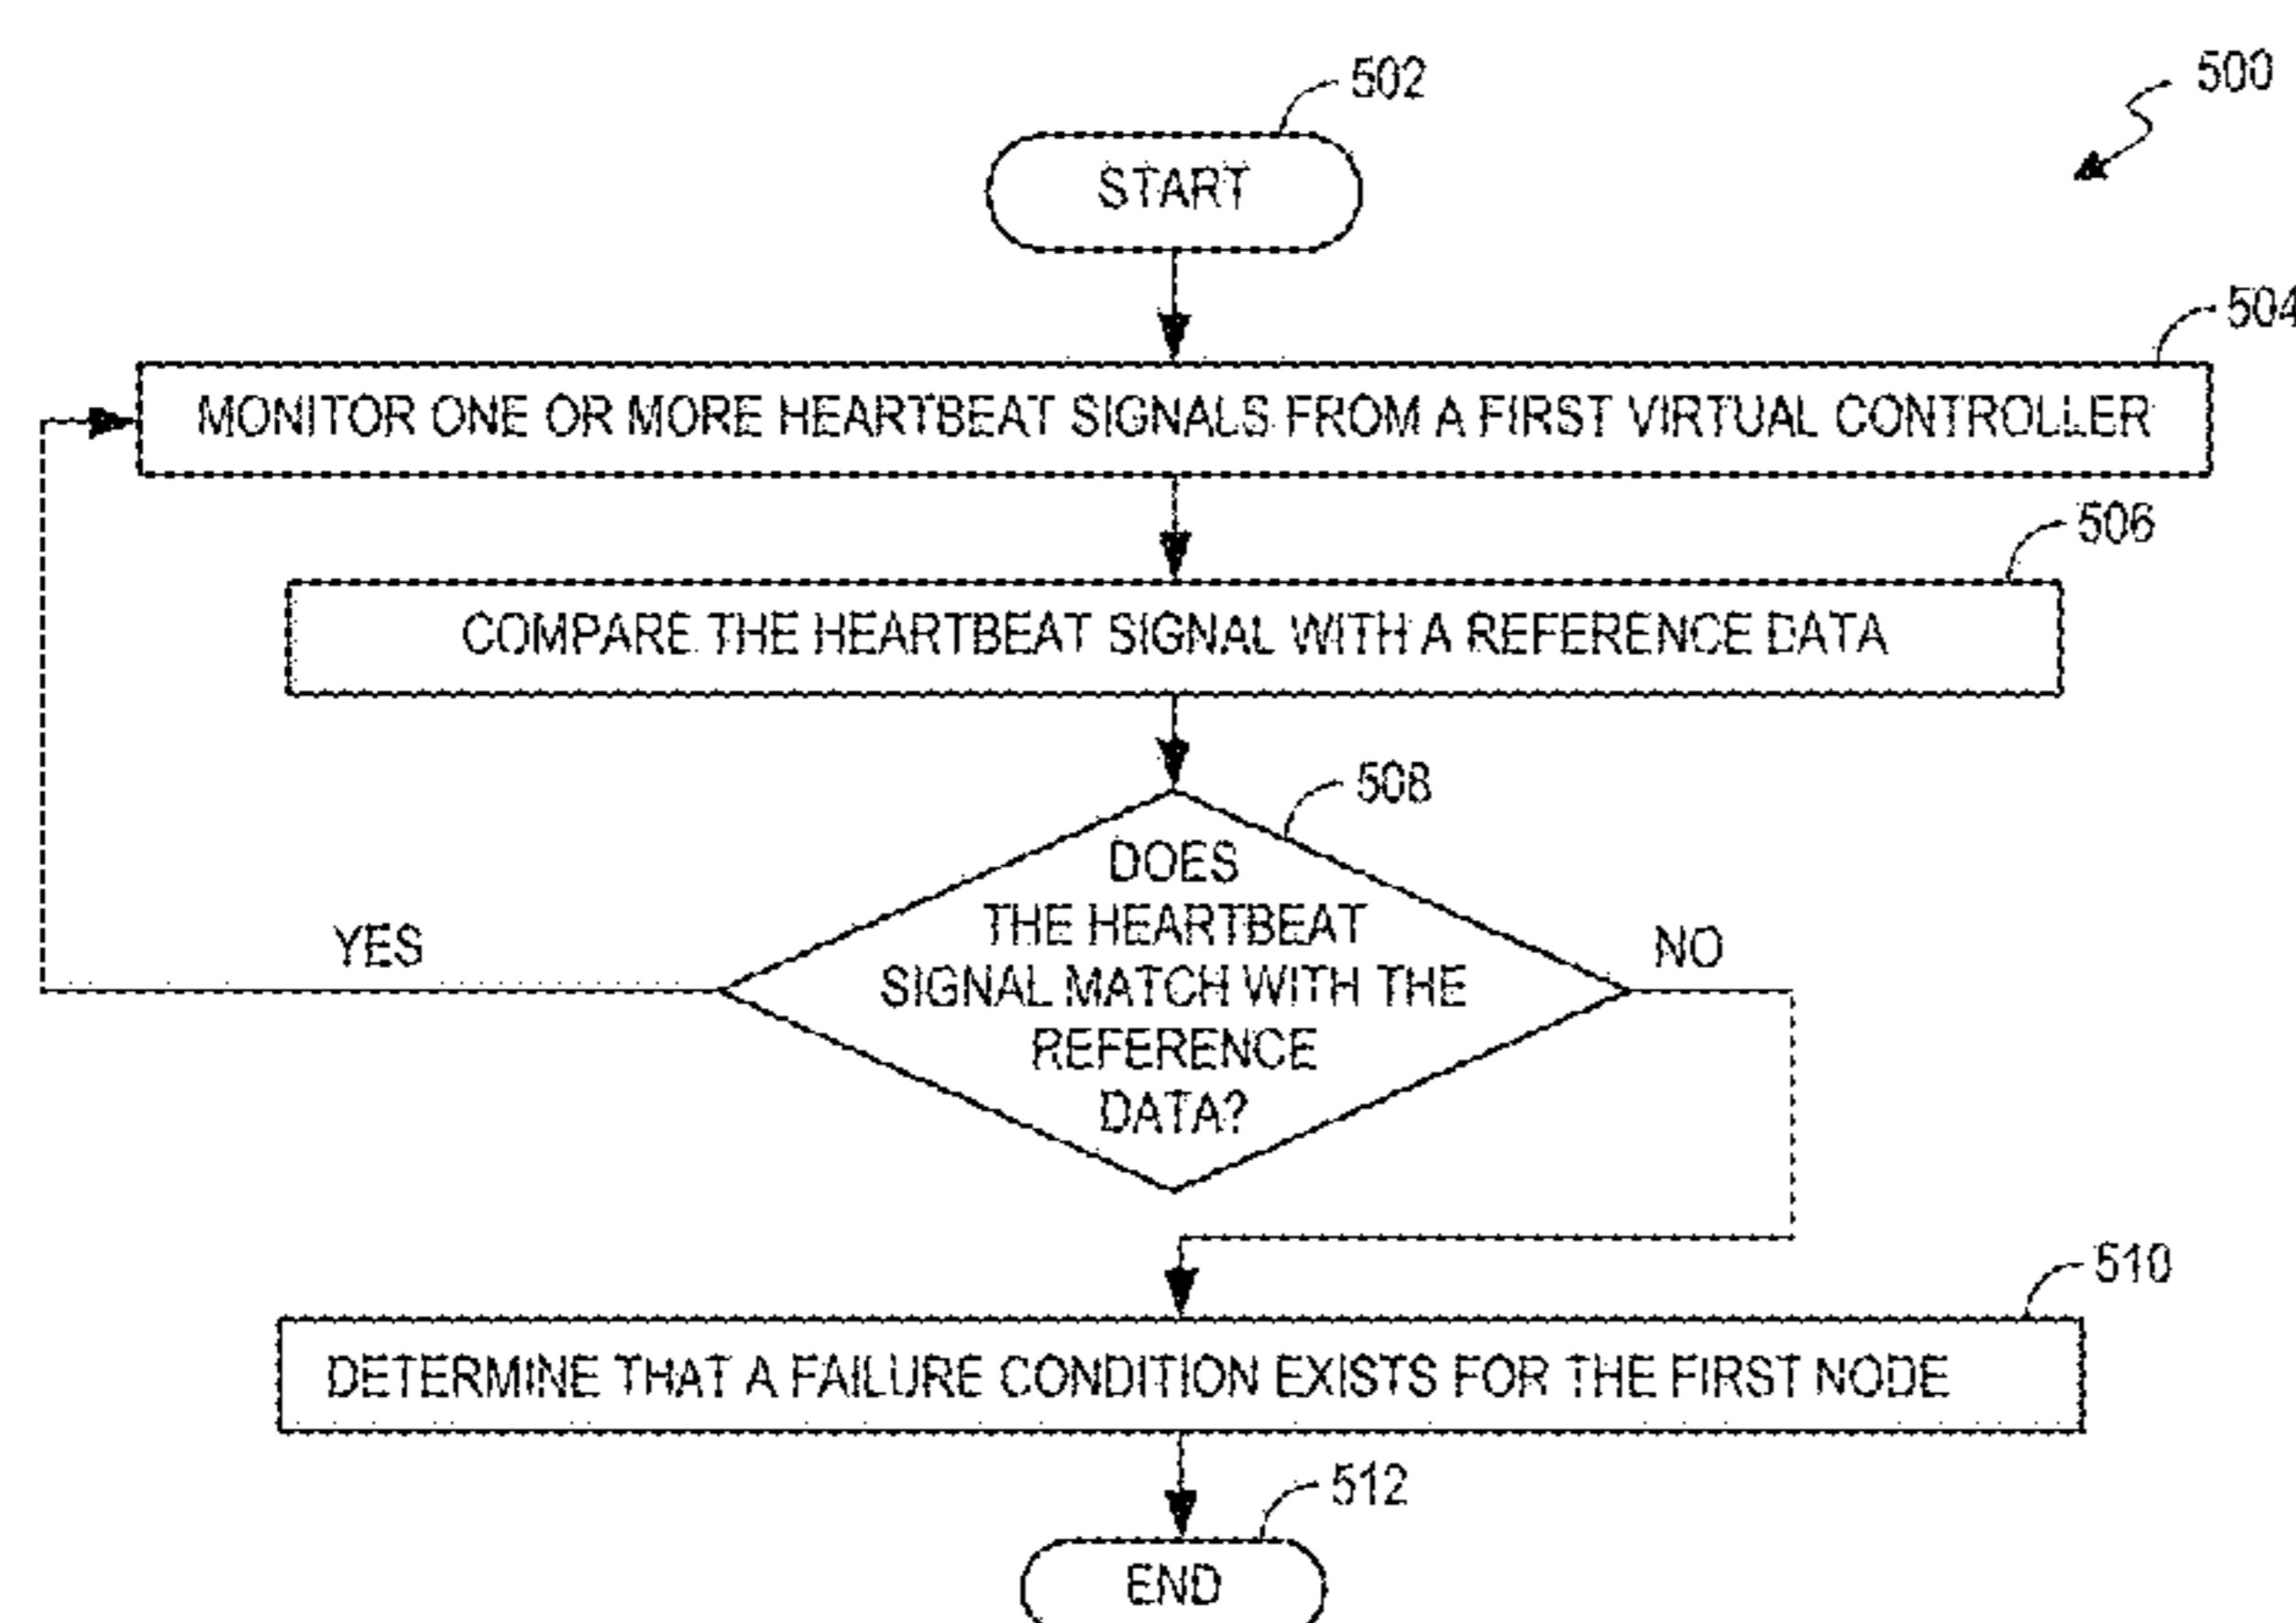 502
500
START
504
MONITOR ONE OR MORE HEARTBEAT SIGNALS FROM A FIRST VIRTUAL CONTROLLER
506
COMPARE THE HEARTBEAT SIGNAL WITH A REFERENCE DATA
508
DOES
THE HEARTBEAT
SIGNAL MATCH WITH THE
REFERENCE
DATA?
YES
NO
510
DETERMINE THAT A FAILURE CONDITION EXISTS FOR THE FIRST NODE
512
END